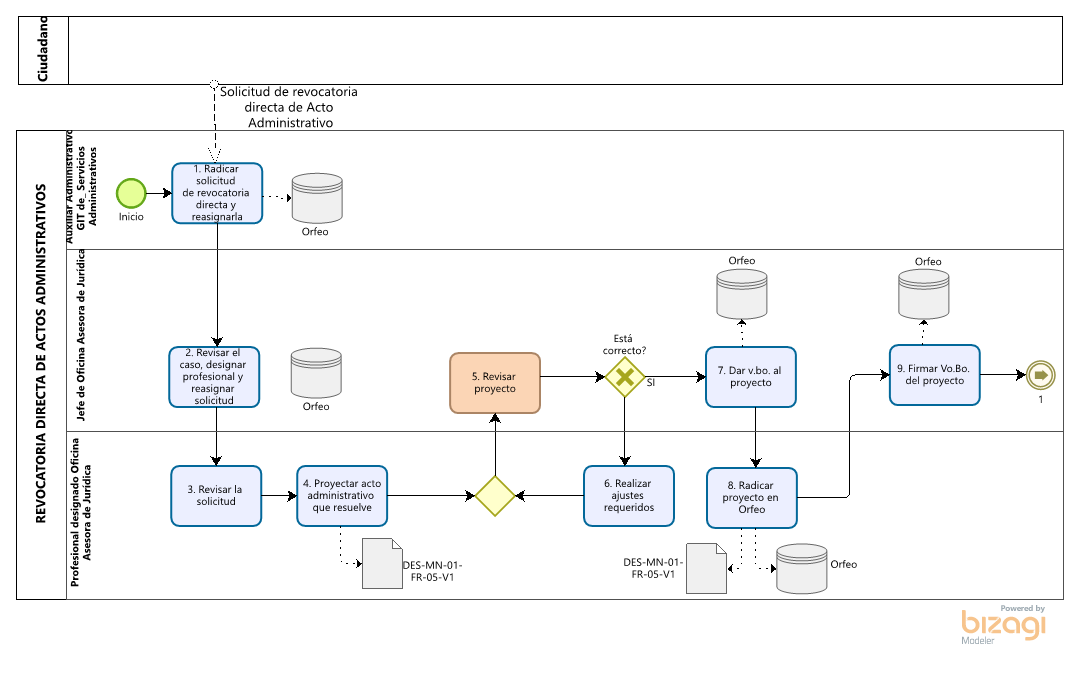 Ciudadano
Solicitud de revocatoria
directa de Acto
Administrativo
REVOCATORIA DIRECTA DE ACTOS ADMINISTRATIVOS
Auxiliar Administrativo
GIT de_ Servicios
Administrativos
Inicio
1. Radicar
solicitud
de revocatoria
directa y
reasignarla
Orfeo
Jefe de Oficina Asesora de Jurídica
2. Revisar el
caso, designar
profesional y
reasignar
solicitud
Orfeo
5. Revisar
proyecto
Está
correcto?
SI
Orfeo
7. Dar v.bo. al
proyecto
Orfeo
9. Firmar Vo.Bo.
del proyecto
1
Profesional designado Oficina
Asesora de Jurídica
3. Revisar la
solicitud
4. Proyectar acto
administrativo
que resuelve
DES-MN-01-
FR-05-V1
6. Realizar
ajustes
requeridos
8. Radicar
proyecto en
Orfeo
DES-MN-01-
FR-05-V1
Orfeo
Powered by
bizagi
Modeler